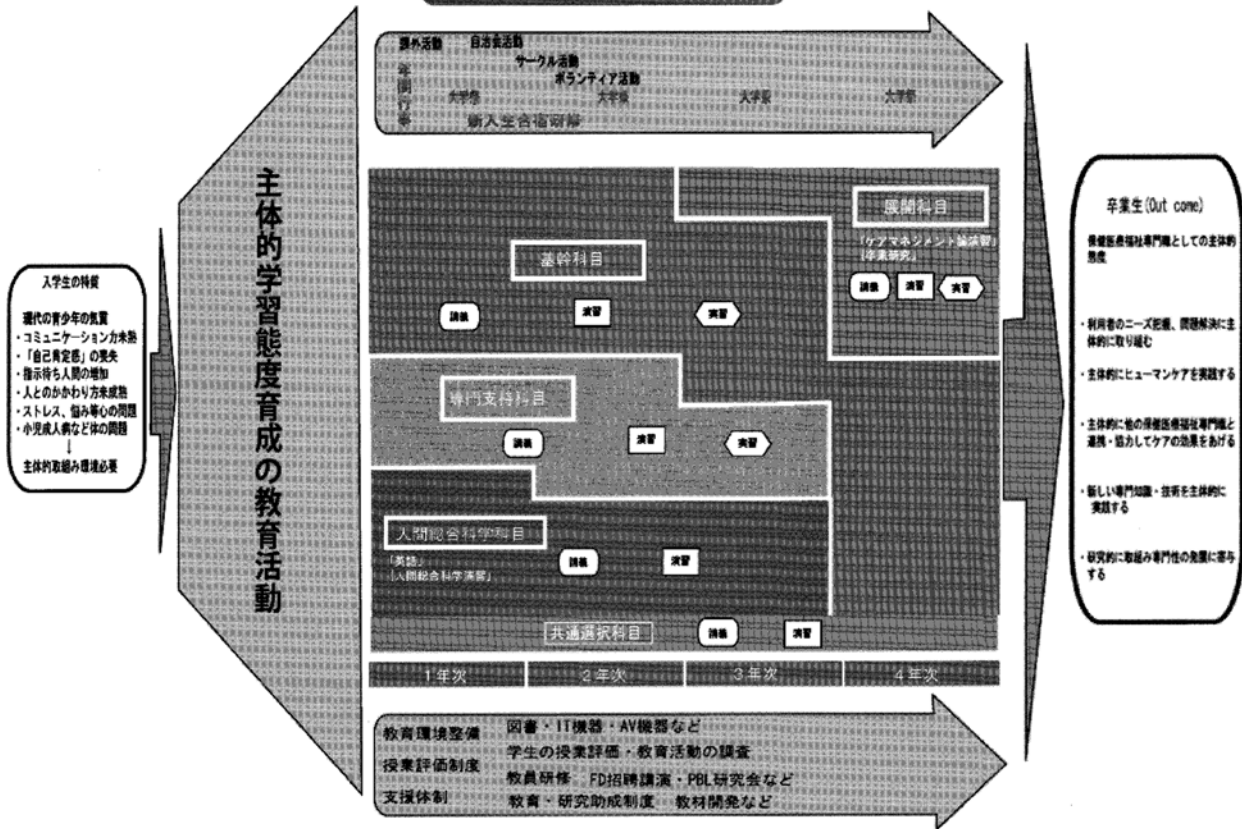 課外活動 自治会活動
サークル活動
ボランティア活動
年間行事
大学祭 大学祭 大学祭 大学祭
新入生合宿研修
主体的学習態度育成の教育活動
入学生の特質
現代の青少年の気質
・コミュニケーション力未熟
・「自己肯定感」の喪失
・指示待ち人間の増加
・人とのかかわり方未成熟
・ストレス、悩み等心の問題
・小児成人病など体の問題
↓
主体的取組み環境必要
展開科目
「ケアマネンメント論演習」
「卒業研究」
講義 演習 実習
基幹科目
講義 演習 実習
専門支持科目
講義 演習 実習
人間総合科学科目
「英語」
「人間総合科学演習」
講義 演習
共通選択科目 講義 演習
1年次 2年次 3年次 4年次
教育環境整備 図書・IT機器・AV機器など
学生の授業評価・教育活動の調査
授業評価制度
教員研修 FD招聘講演・PBL研究会など
支援体制 教育・研究助成制度 教材開発など
卒業生(Out come)
保健医療福祉専門職としての主体的
態度
・利用者のニーズ把握、問題解決に主
体的に取り組む
・主体的にヒューマンケアを実践する
・主体的に他の保健医療福祉専門職と
連携・協力してケアの効果をあげる
・新しい専門知識・技術を主体的に
実践する
・研究的に取組み専門性の発展に寄与
する